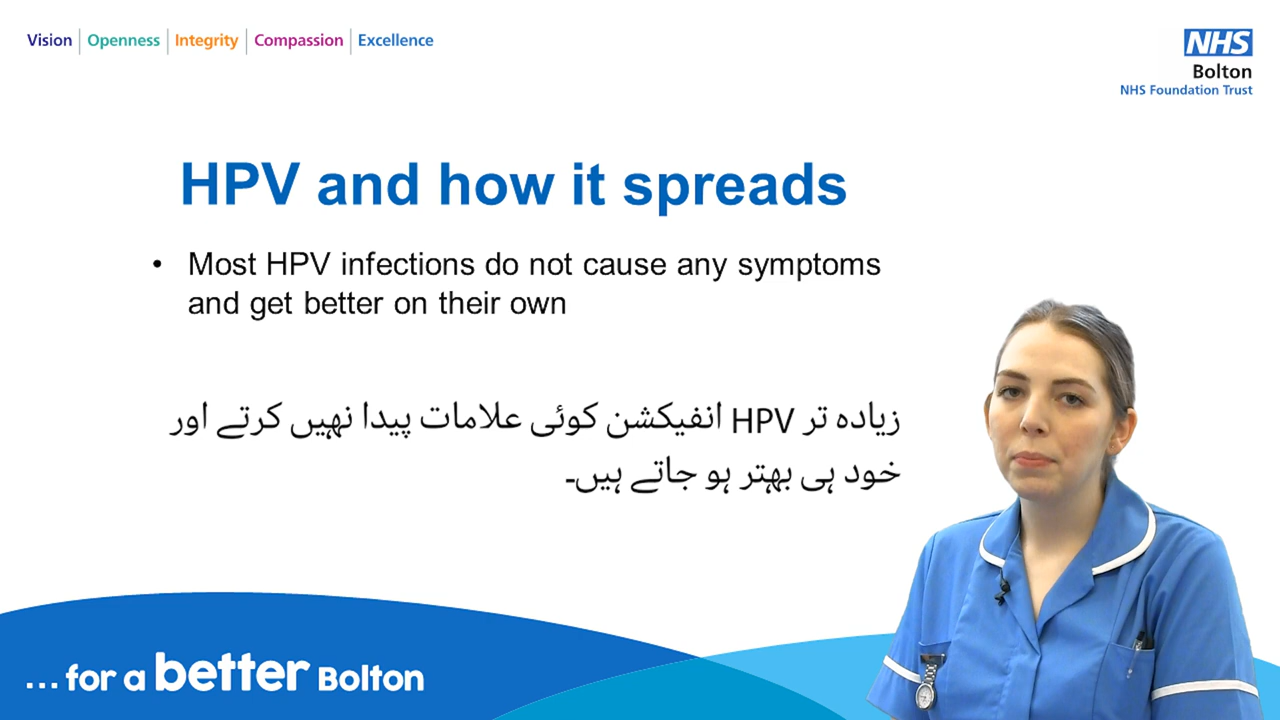 Vision Openness Integrity Compassion Excellence
NHS
Bolton
NHS Foundation Trust
HPV and how it spreads
• Most HPV infections do not cause any symptoms
and get better on their own
زیادہ تر HPV انفیکشن کوئی علامات پیدا نہیں کرتے اور
خود ہی بہتر ہو جاتے ہیں۔
...for a better Bolton